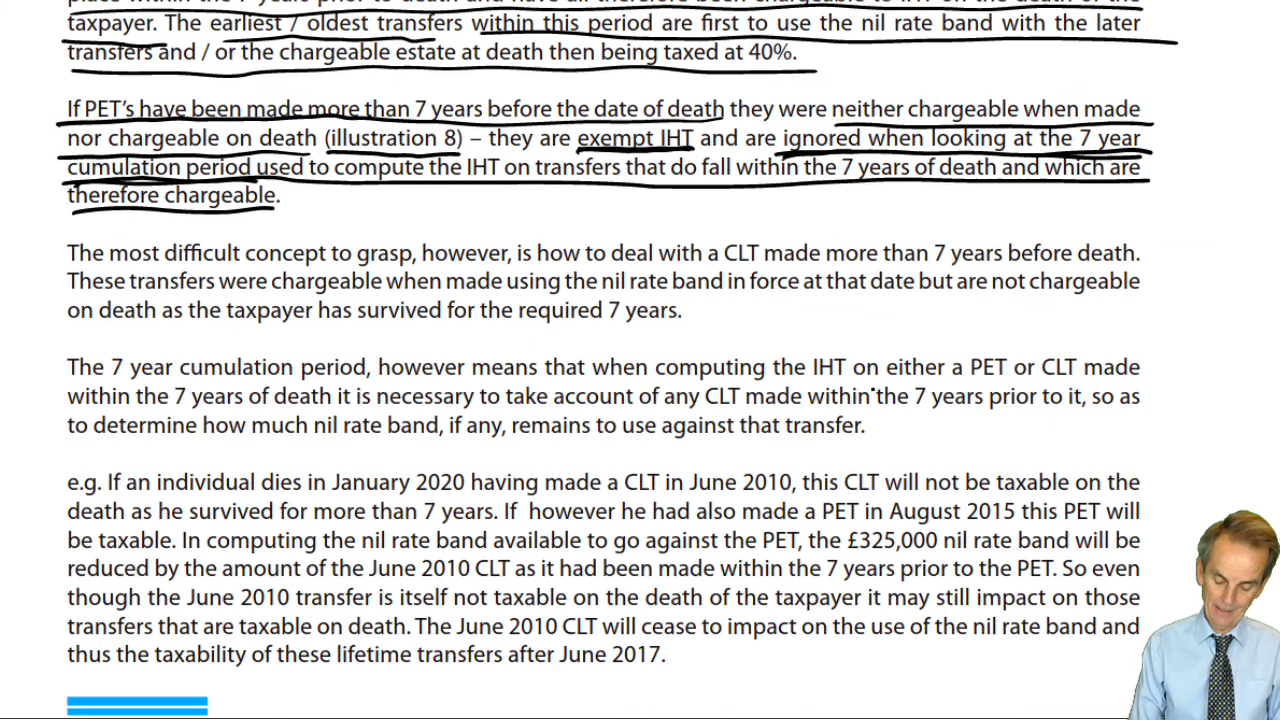 taxpayer. The earliest / oldest transfers within this period are first to use the nil rate band with the later
transfers and / or the chargeable estate at death then being taxed at 40%.
If PET's have been made more than 7 years before the date of death they were neither chargeable when made
nor chargeable on death (illustration 8) – they are exempt IHT and are ignored when looking at the 7 year
cumulation period used to compute the IHT on transfers that do fall within the 7 years of death and which are
therefore chargeable.
The most difficult concept to grasp, however, is how to deal with a CLT made more than 7 years before death.
These transfers were chargeable when made using the nil rate band in force at that date but are not chargeable
on death as the taxpayer has survived for the required 7 years.
The 7 year cumulation period, however means that when computing the IHT on either a PET or CLT made
within the 7 years of death it is necessary to take account of any CLT made within the 7 years prior to it, so as
to determine how much nil rate band, if any, remains to use against that transfer.
e.g. If an individual dies in January 2020 having made a CLT in June 2010, this CLT will not be taxable on the
death as he survived for more than 7 years. If however he had also made a PET in August 2015 this PET will
be taxable. In computing the nil rate band available to go against the PET, the £325,000 nil rate band will be
reduced by the amount of the June 2010 CLT as it had been made within the 7 years prior to the PET. So even
though the June 2010 transfer is itself not taxable on the death of the taxpayer it may still impact on those
transfers that are taxable on death. The June 2010 CLT will cease to impact on the use of the nil rate band and
thus the taxability of these lifetime transfers after June 2017.